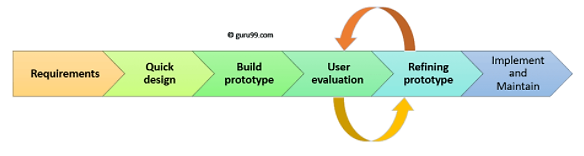 © guru99.com
Requirements
Quick
design
Build
prototype
User
evaluation
Refining
prototype
Implement
and
Maintain